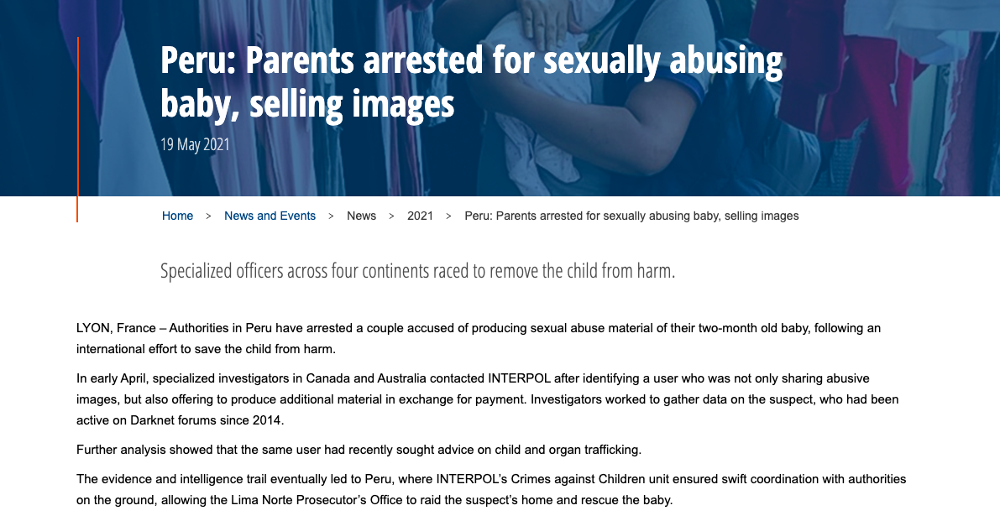 Peru: Parents arrested for sexually abusing
baby, selling images
19 May 2021
Home > News and Events > News > 2021 > Peru: Parents arrested for sexually abusing baby, selling images
Specialized officers across four continents raced to remove the child from harm.
LYON, France – Authorities in Peru have arrested a couple accused of producing sexual abuse material of their two-month old baby, following an
international effort to save the child from harm.
In early April, specialized investigators in Canada and Australia contacted INTERPOL after identifying a user who was not only sharing abusive
images, but also offering to produce additional material in exchange for payment. Investigators worked to gather data on the suspect, who had been
active on Darknet forums since 2014.
Further analysis showed that the same user had recently sought advice on child and organ trafficking.
The evidence and intelligence trail eventually led to Peru, where INTERPOL’s Crimes against Children unit ensured swift coordination with authorities
on the ground, allowing the Lima Norte Prosecutor’s Office to raid the suspect’s home and rescue the baby.